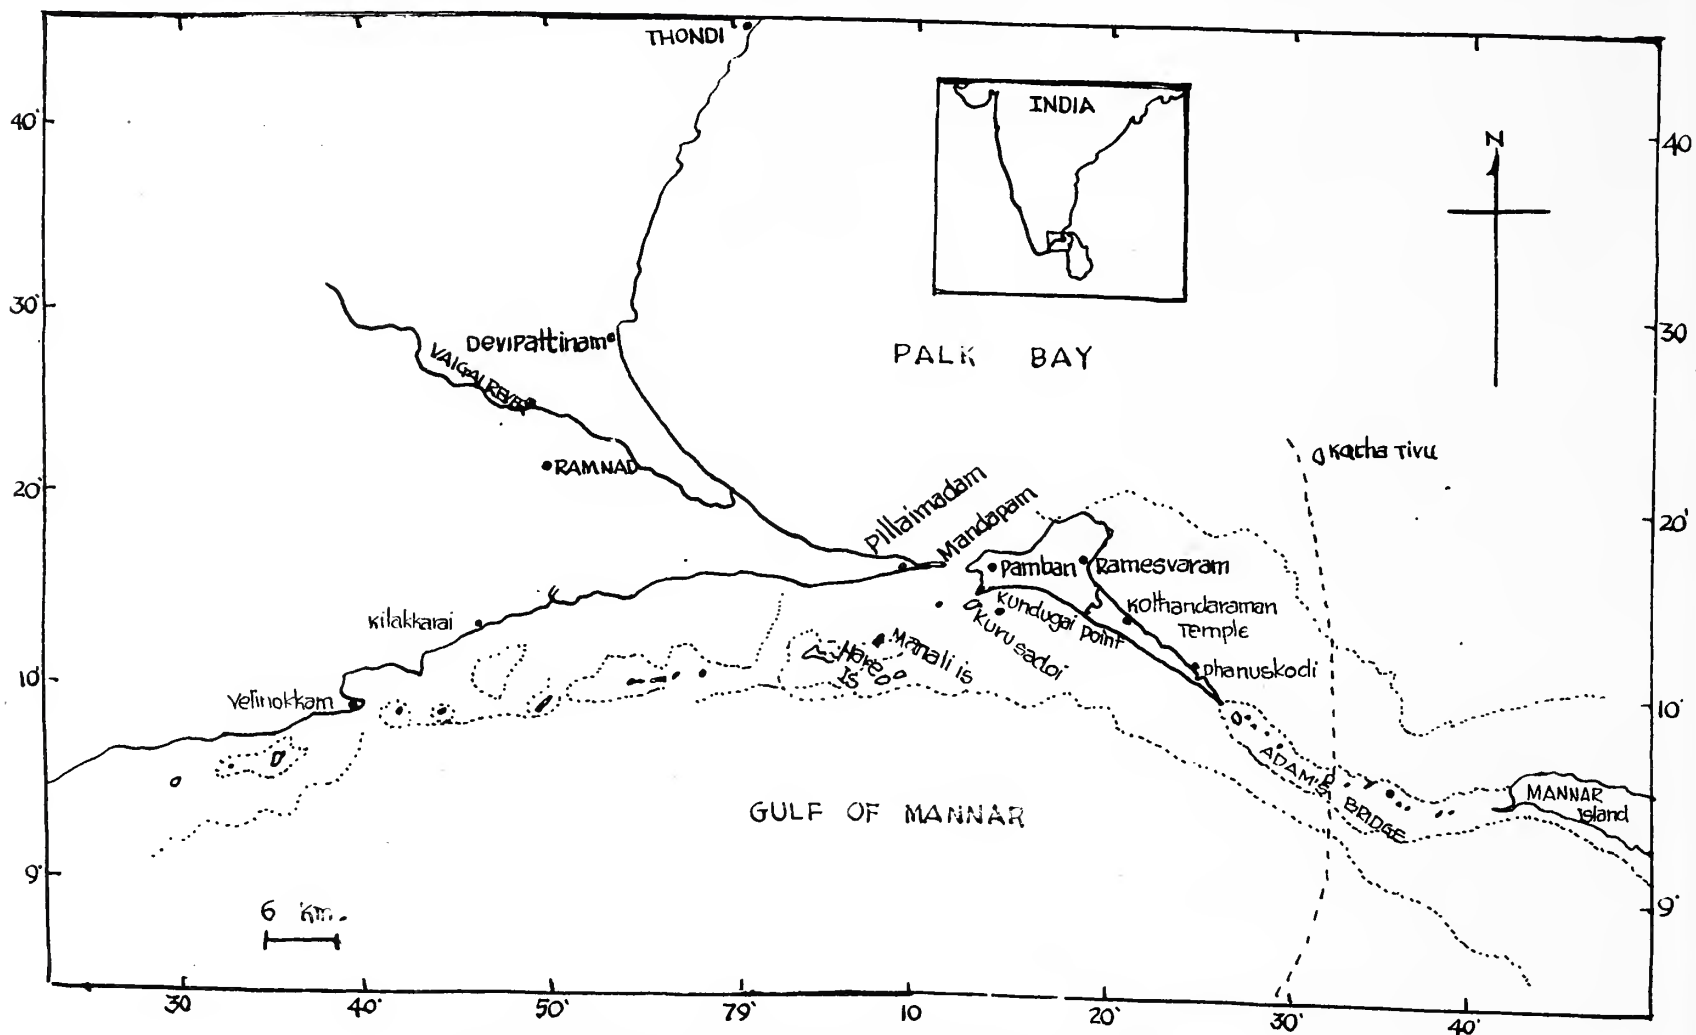 THONDI
INDIA
N
40'
40
30'
30
20'
20'
10'
10'
9°
9°
Devipattinam
PALK BAY
VAIGAI RIVER
RAMNAD
Katcha Tivu
Pillaimadam
Mandapam
Pamban
Ramesvaram
Kundugai Point
Kothandaraman
Temple
Kurusadai
Kilakkarai
Manali is
Hare
IS
Dhanuskodi
Velinokkam
ADAM'S BRIDGE
MANNAR
Island
GULF OF MANNAR
6 Km.
30
40'
50'
79°
10
20'
30'
40'